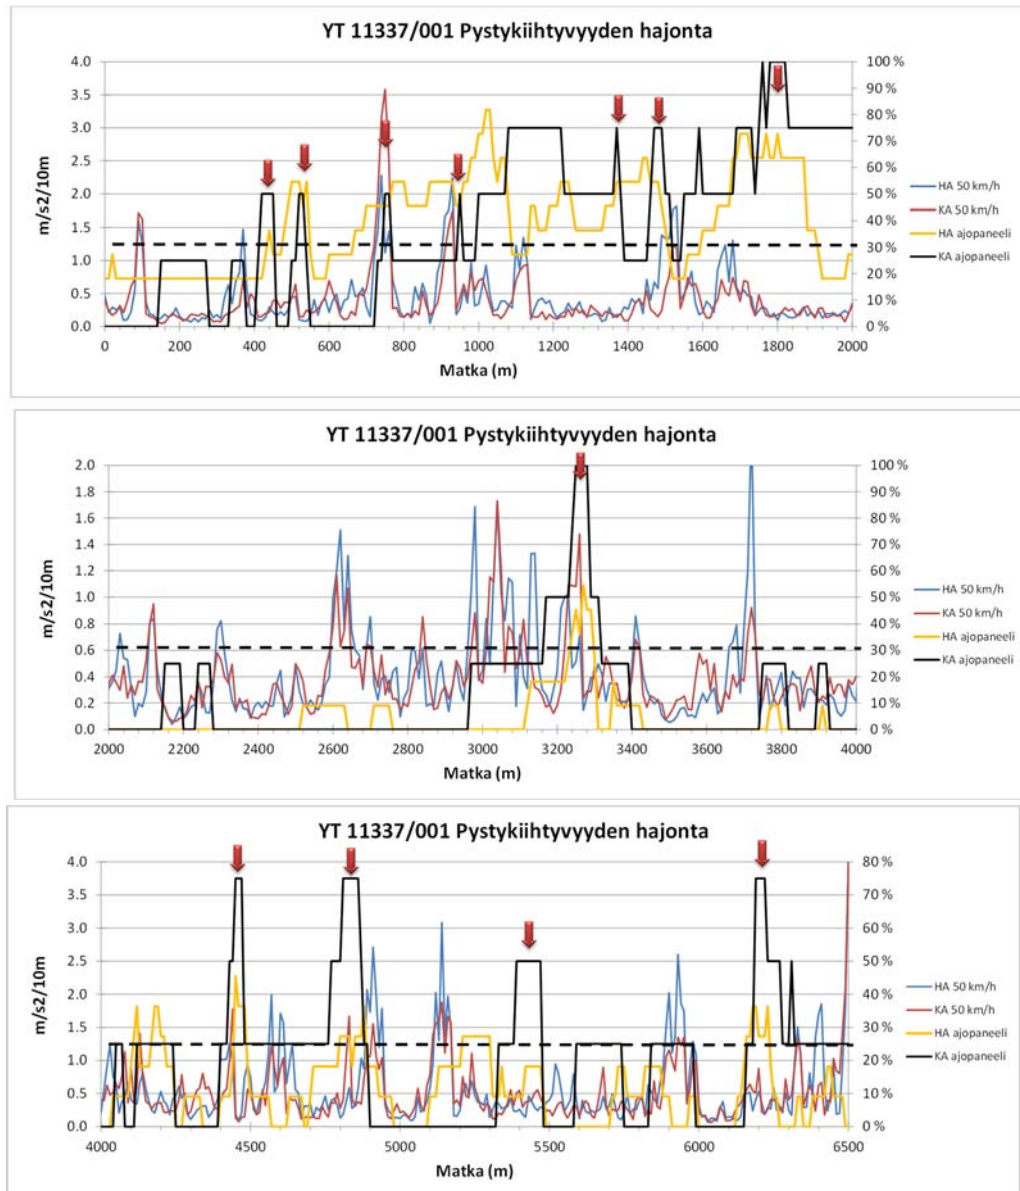 YT 11337/001 Pystykiihtyvyyden hajonta
4.0
3.5
3.0
2.5
2.0
1.5
1.0
0.5
0.0
m/s2/10m
100 %
90 %
80 %
70 %
60 %
50 %
40 %
30 %
20 %
10 %
0 %
0 200 400 600 800 1000 1200 1400 1600 1800 2000
Matka (m)
HA 50 km/h
KA 50 km/h
HA ajopaneeli
KA ajopaneeli
YT 11337/001 Pystykiihtyvyyden hajonta
2.0
1.8
1.6
1.4
1.2
1.0
0.8
0.6
0.4
0.2
0.0
m/s2/10m
100 %
90 %
80 %
70 %
60 %
50 %
40 %
30 %
20 %
10 %
0 %
2000 2200 2400 2600 2800 3000 3200 3400 3600 3800 4000
Matka (m)
HA 50 km/h
KA 50 km/h
HA ajopaneeli
KA ajopaneeli
YT 11337/001 Pystykiihtyvyyden hajonta
4.0
3.5
3.0
2.5
2.0
1.5
1.0
0.5
0.0
m/s2/10m
80 %
70 %
60 %
50 %
40 %
30 %
20 %
10 %
0 %
4000 4500 5000 5500 6000 6500
Matka (m)
HA 50 km/h
KA 50 km/h
HA ajopaneeli
KA ajopaneeli